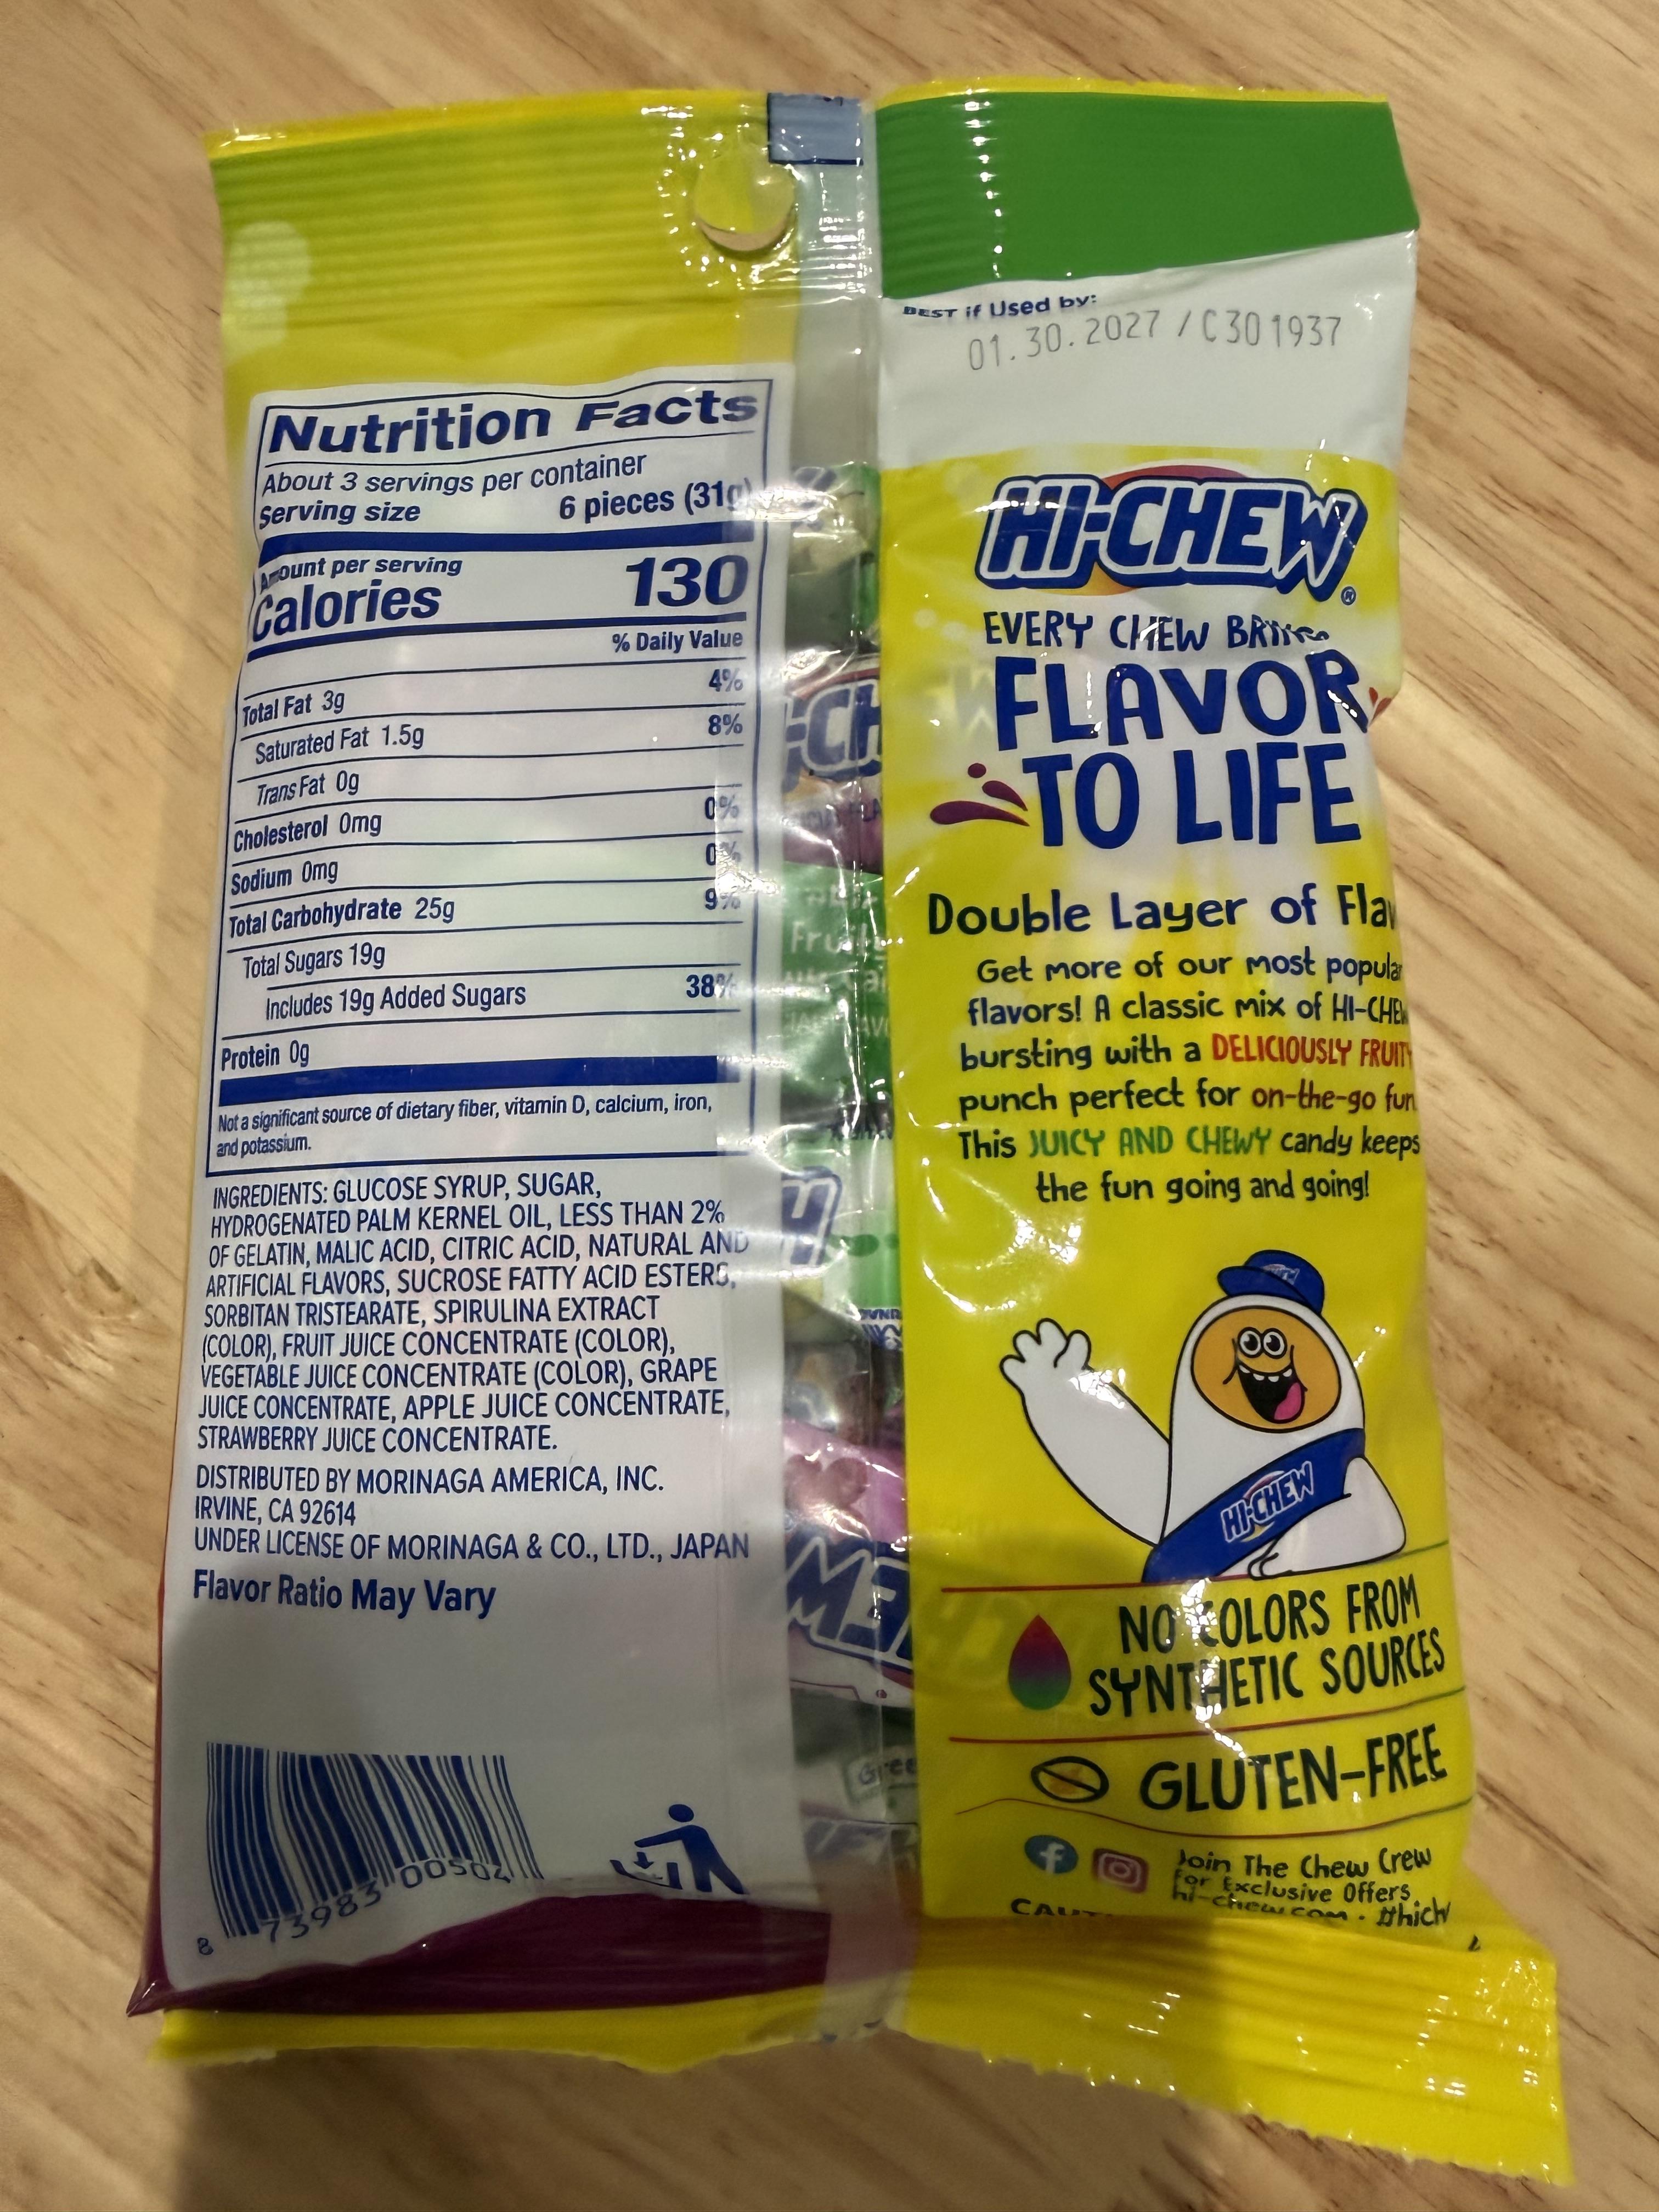 Nutrition Facts
About 3 servings per container
Serving size 6 pieces (31g)
Amount per serving
Calories 130
% Daily Value
Total Fat 3g 4%
Saturated Fat 1.5g 8%
Trans Fat 0g
Cholesterol 0mg 0%
Sodium 0mg 0%
Total Carbohydrate 25g 9%
Total Sugars 19g
Includes 19g Added Sugars 38%
Protein 0g
Not a significant source of dietary fiber, vitamin D, calcium, iron,
and potassium.
INGREDIENTS: GLUCOSE SYRUP, SUGAR,
HYDROGENATED PALM KERNEL OIL, LESS THAN 2%
OF GELATIN, MALIC ACID, CITRIC ACID, NATURAL AND
ARTIFICIAL FLAVORS, SUCROSE FATTY ACID ESTERS,
SORBITAN TRISTEARATE, SPIRULINA EXTRACT
(COLOR), FRUIT JUICE CONCENTRATE (COLOR),
VEGETABLE JUICE CONCENTRATE (COLOR), GRAPE
JUICE CONCENTRATE, APPLE JUICE CONCENTRATE,
STRAWBERRY JUICE CONCENTRATE.
DISTRIBUTED BY MORINAGA AMERICA, INC.
IRVINE, CA 92614
UNDER LICENSE OF MORINAGA & CO., LTD., JAPAN
Flavor Ratio May Vary
8 73983 00504
BEST if Used by:
01.30.2027 / C301937
HI-CHEW®
EVERY CHEW
FLAVOR
TO LIFE
Double Layer of Flav
Get more of our most popular
flavors! A classic mix of HI-CHEW
bursting with a DELICIOUSLY FRUITY
punch perfect for on-the-go fun
This JUICY AND CHEWY candy keeps
the fun going and going!
HI-CHEW
NO COLORS FROM
SYNTHETIC SOURCES
GLUTEN-FREE
Join The Chew Crew
For Exclusive Offers
hi-chew.com · #hich